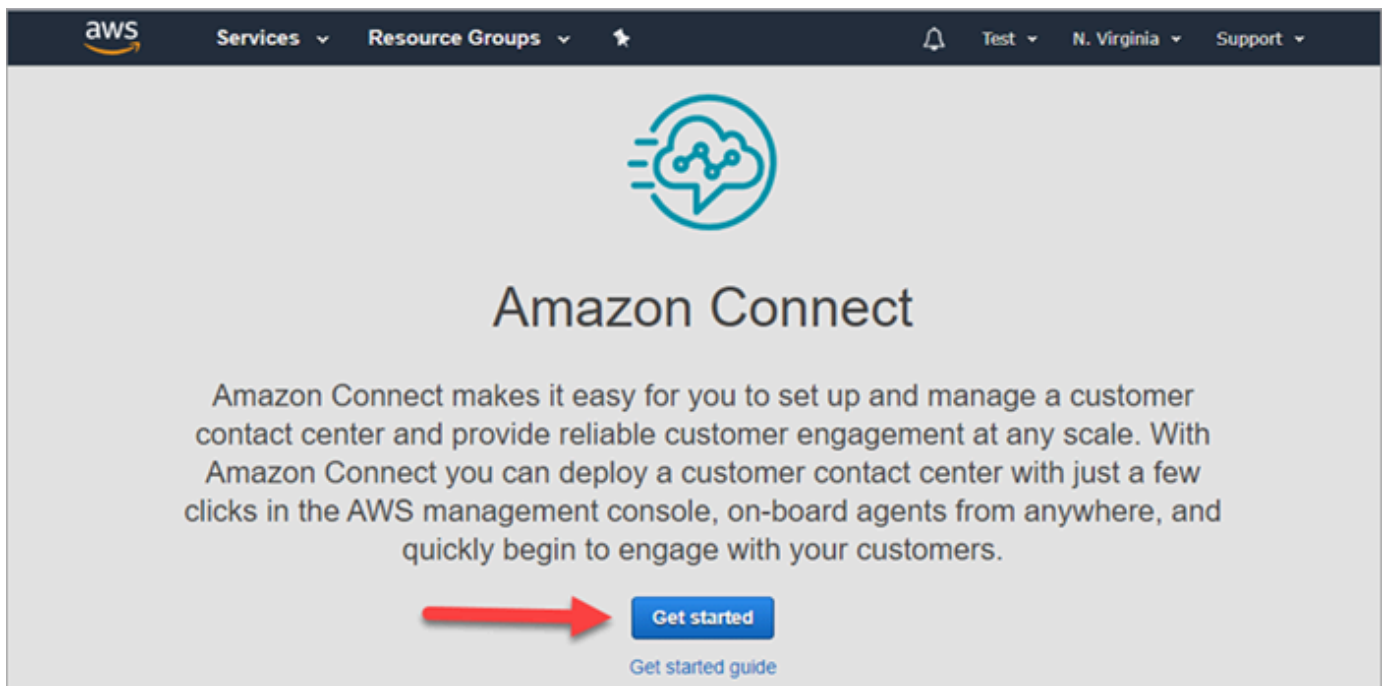 aws Services Resource Groups Test N. Virginia Support
Amazon Connect
Amazon Connect makes it easy for you to set up and manage a customer
contact center and provide reliable customer engagement at any scale. With
Amazon Connect you can deploy a customer contact center with just a few
clicks in the AWS management console, on-board agents from anywhere, and
quickly begin to engage with your customers.
Get started
Get started guide